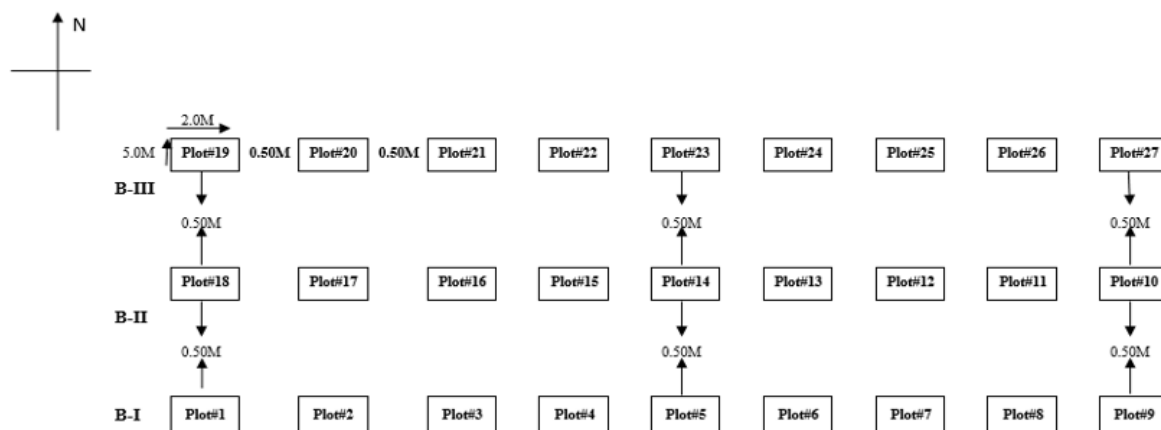 N
2.0M
5.0M Plot#19 0.50M Plot#20 0.50M Plot#21 Plot#22 Plot#23 Plot#24 Plot#25 Plot#26 Plot#27
B-III
0.50M 0.50M 0.50M
Plot#18 Plot#17 Plot#16 Plot#15 Plot#14 Plot#13 Plot#12 Plot#11 Plot#10
B-II
0.50M 0.50M 0.50M
B-I Plot#1 Plot#2 Plot#3 Plot#4 Plot#5 Plot#6 Plot#7 Plot#8 Plot#9